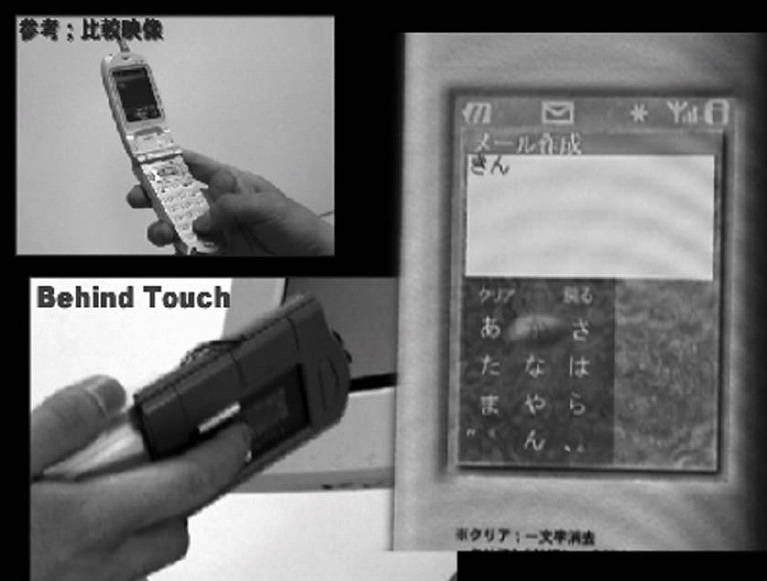 参考：比較映像
Behind Touch
メール作成
きん
クリア 戻る
あ さ
た な は
ま や ら
゛゜ ん 、。
※クリア：一文字消去